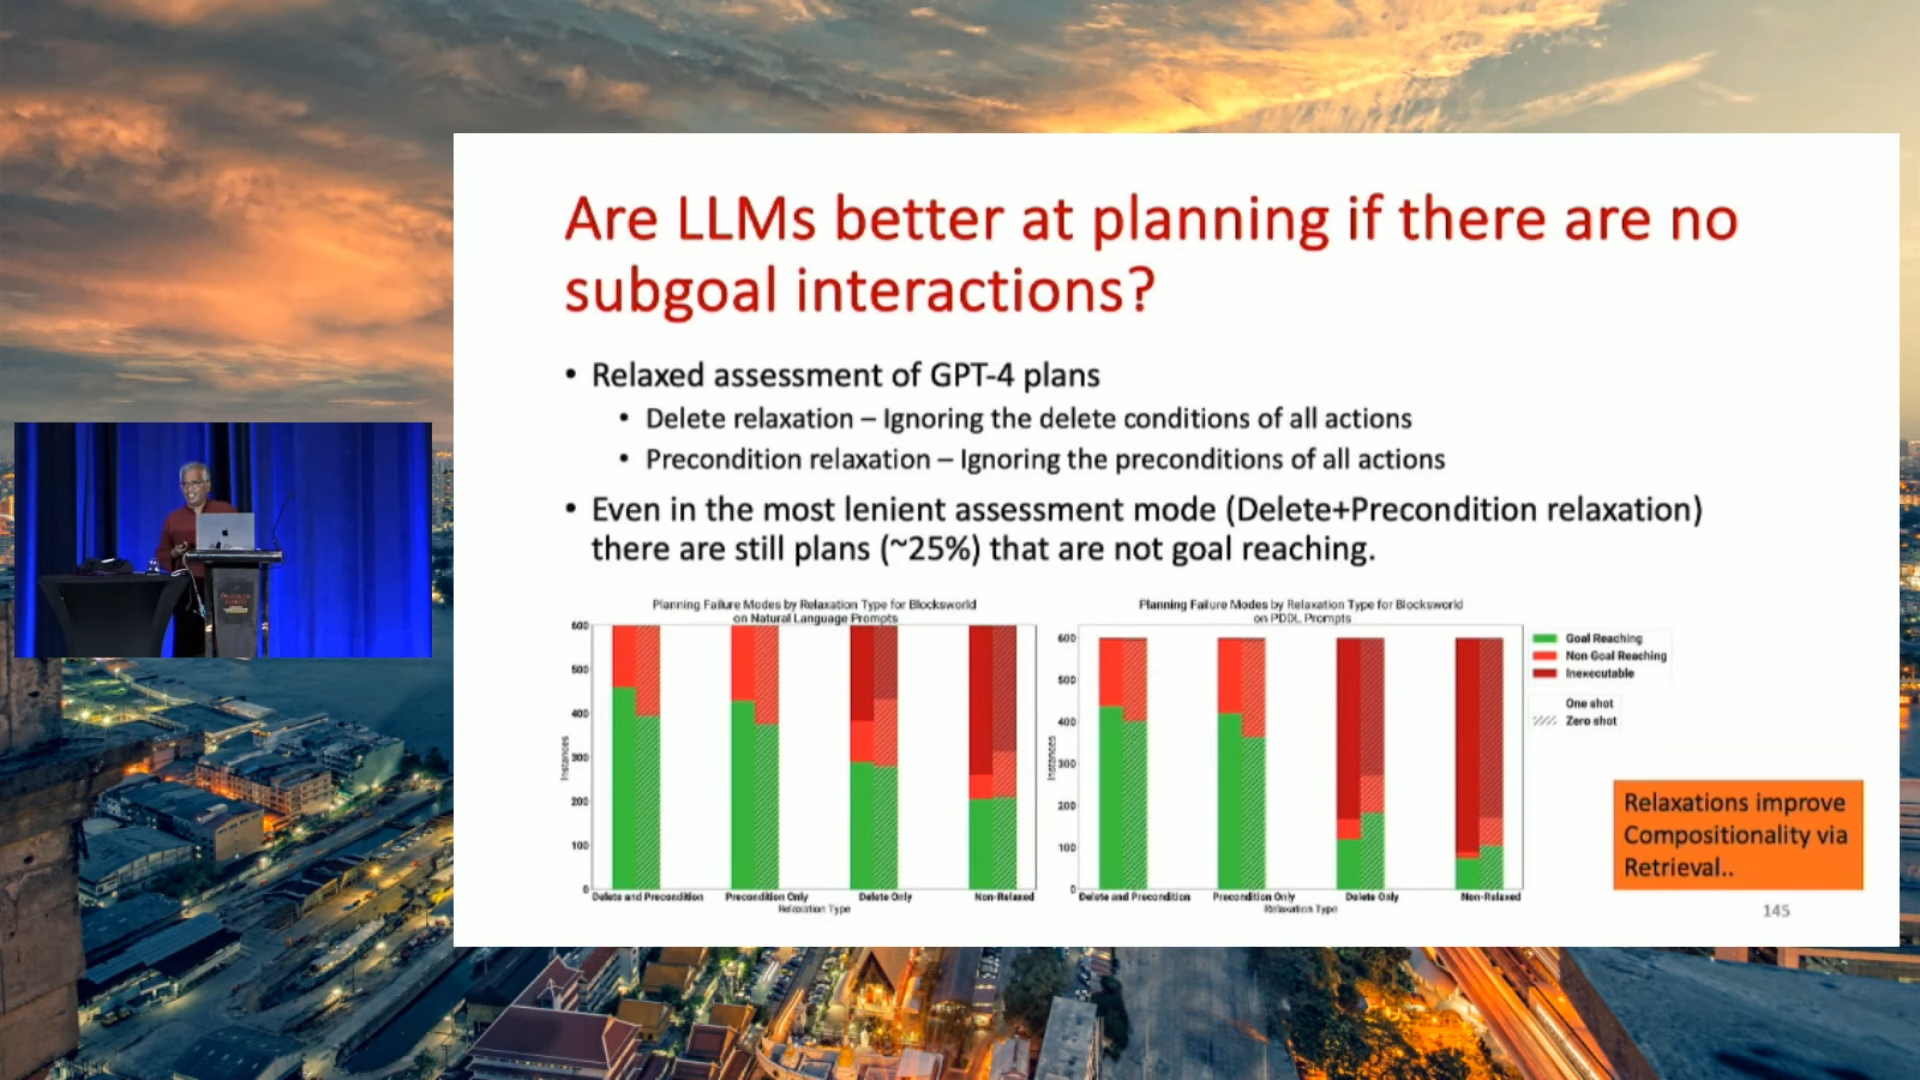 Are LLMs better at planning if there are no
subgoal interactions?
• Relaxed assessment of GPT-4 plans
• Delete relaxation – Ignoring the delete conditions of all actions
• Precondition relaxation – Ignoring the preconditions of all actions
• Even in the most lenient assessment mode (Delete+Precondition relaxation)
there are still plans (~25%) that are not goal reaching.
Planning Failure Modes by Relaxation Type for Blocksworld
on Natural Language Prompts
600
500
400
300
200
100
0
Instances
Delete and Precondition
Precondition Only
Delete Only
Non-Relaxed
Relaxation Type
Planning Failure Modes by Relaxation Type for Blocksworld
on PDDL Prompts
600
500
400
300
200
100
0
Instances
Delete and Precondition
Precondition Only
Delete Only
Non-Relaxed
Relaxation Type
Goal Reaching
Non Goal Reaching
Inexecutable
One shot
Zero shot
Relaxations improve
Compositionality via
Retrieval..
145